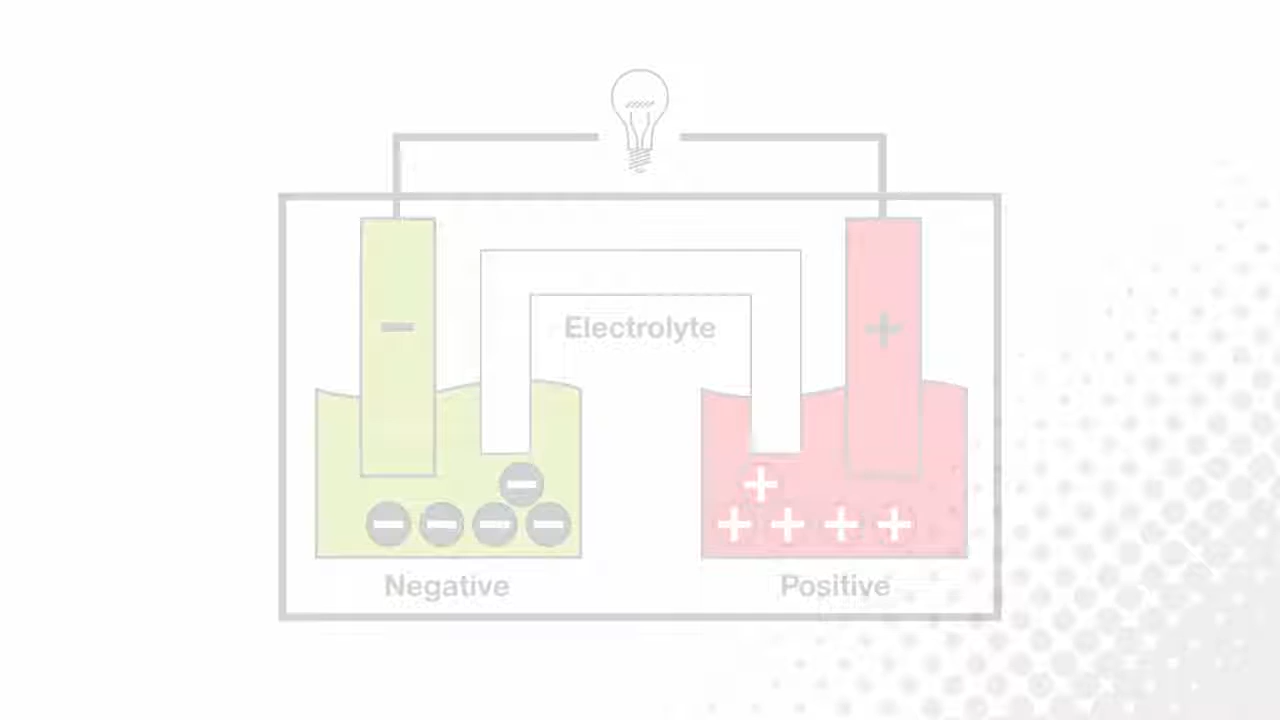 −
+
Electrolyte
−
− − − −
+
+ + + +
Negative
Positive